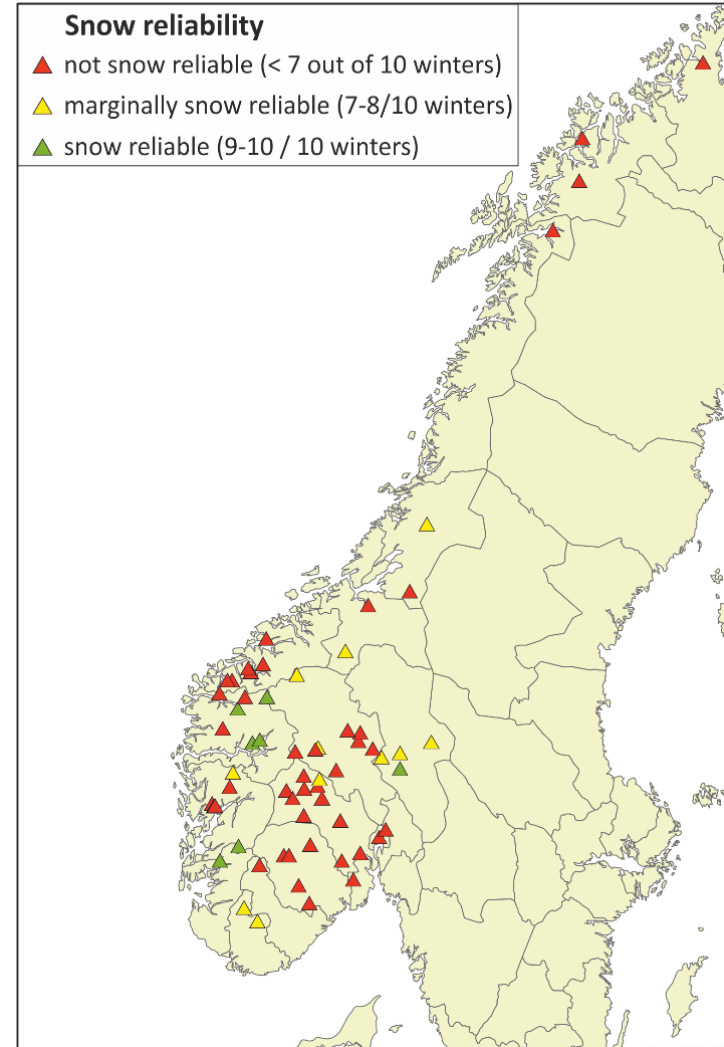 Snow reliability
not snow reliable (< 7 out of 10 winters)
marginally snow reliable (7-8/10 winters)
snow reliable (9-10 / 10 winters)